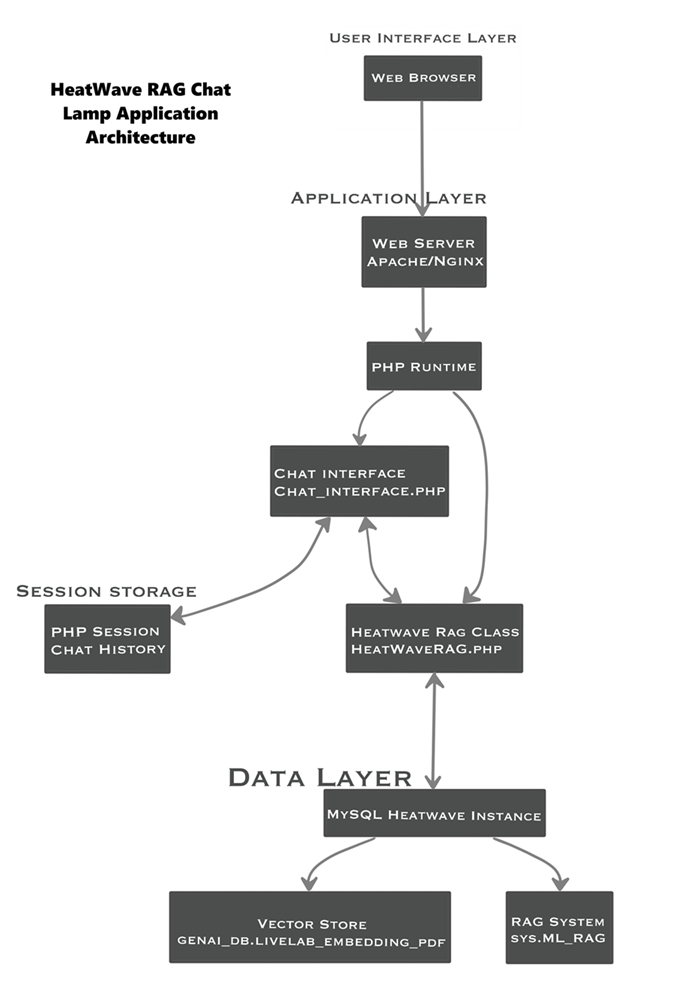 User Interface Layer
Web Browser
HeatWave RAG Chat
Lamp Application
Architecture
Application Layer
Web Server
Apache/Nginx
PHP Runtime
Chat interface
Chat_interface.php
Session storage
PHP Session
Chat History
Heatwave Rag Class
HeatWaveRAG.php
Data Layer
MySQL Heatwave Instance
Vector Store
genai_db.livelab_embedding_pdf
RAG System
sys.ML_RAG